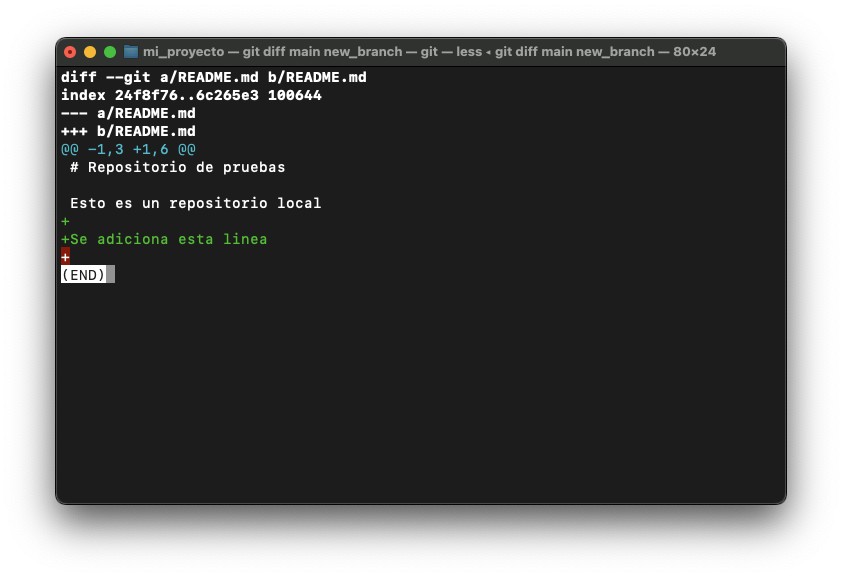 mi_proyecto — git diff main new_branch — git — less ◂ git diff main new_branch — 80×24
diff --git a/README.md b/README.md
index 24f8f76..6c265e3 100644
--- a/README.md
+++ b/README.md
@@ -1,3 +1,6 @@
 # Repositorio de pruebas

 Esto es un repositorio local
+
+Se adiciona esta linea
+
(END)